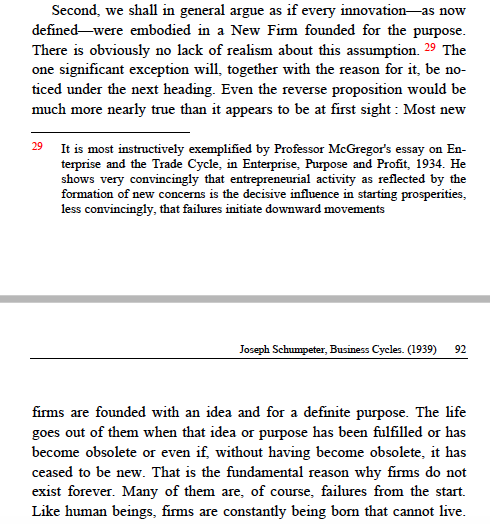 Second, we shall in general argue as if every innovation—as now
defined—were embodied in a New Firm founded for the purpose.
There is obviously no lack of realism about this assumption. 29 The
one significant exception will, together with the reason for it, be no-
ticed under the next heading. Even the reverse proposition would be
much more nearly true than it appears to be at first sight : Most new
29 It is most instructively exemplified by Professor McGregor's essay on En-
terprise and the Trade Cycle, in Enterprise, Purpose and Profit, 1934. He
shows very convincingly that entrepreneurial activity as reflected by the
formation of new concerns is the decisive influence in starting prosperities,
less convincingly, that failures initiate downward movements
Joseph Schumpeter, Business Cycles. (1939) 92
firms are founded with an idea and for a definite purpose. The life
goes out of them when that idea or purpose has been fulfilled or has
become obsolete or even if, without having become obsolete, it has
ceased to be new. That is the fundamental reason why firms do not
exist forever. Many of them are, of course, failures from the start.
Like human beings, firms are constantly being born that cannot live.